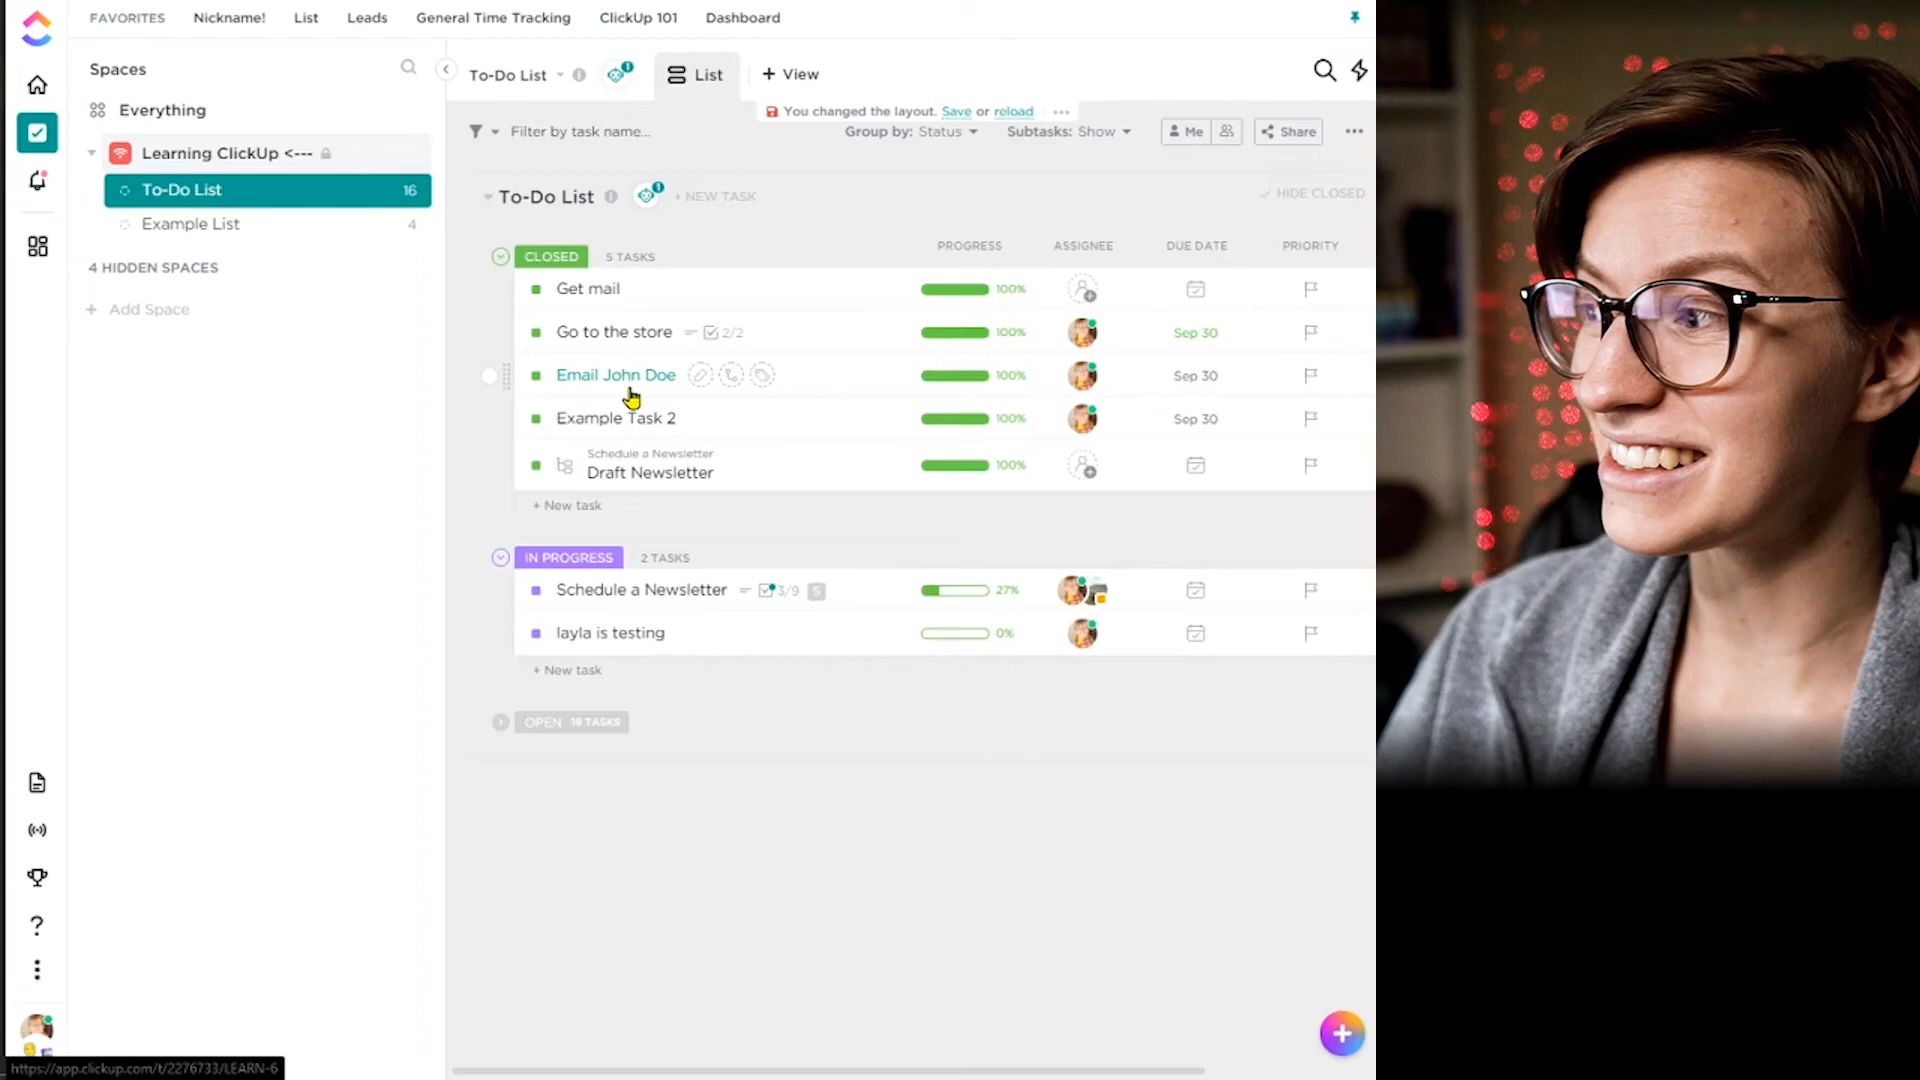 FAVORITES Nickname! List Leads General Time Tracking ClickUp 101 Dashboard
Spaces
Everything
Learning ClickUp <---
To-Do List 16
Example List 4
4 HIDDEN SPACES
+ Add Space
To-Do List 1 List + View
You changed the layout. Save or reload ...
Filter by task name... Group by: Status Subtasks: Show Me Share
To-Do List 1 + NEW TASK HIDE CLOSED
CLOSED 5 TASKS PROGRESS ASSIGNEE DUE DATE PRIORITY
Get mail 100%
Go to the store 2/2 100% Sep 30
Email John Doe 100% Sep 30
Example Task 2 100% Sep 30
Schedule a Newsletter
Draft Newsletter 100%
+ New task
IN PROGRESS 2 TASKS
Schedule a Newsletter 3/9 S 27%
layla is testing 0%
+ New task
OPEN 19 TASKS
https://app.clickup.com/t/2276733/LEARN-6